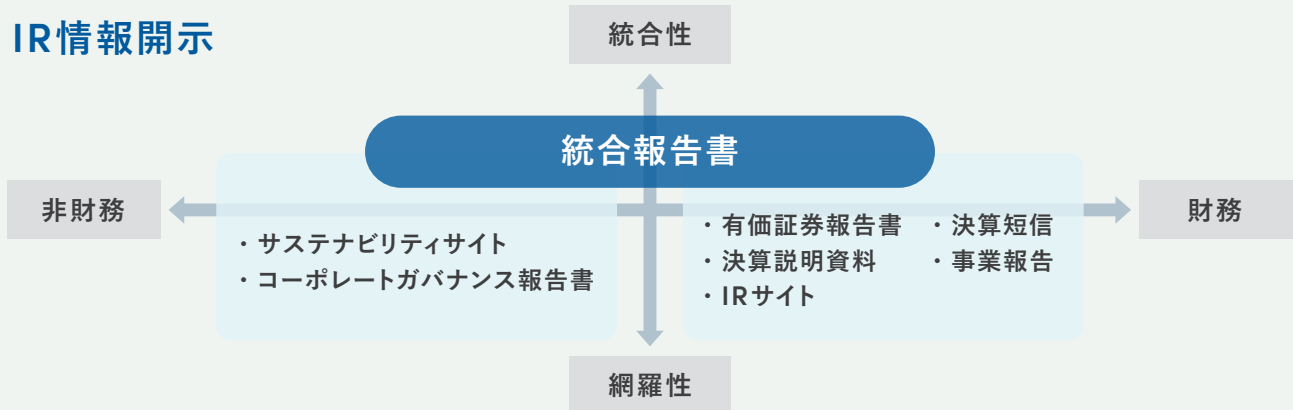 IR情報開示
統合性
統合報告書
非財務
財務
・サステナビリティサイト
・コーポレートガバナンス報告書
・有価証券報告書 ・決算短信
・決算説明資料 ・事業報告
・IRサイト
網羅性